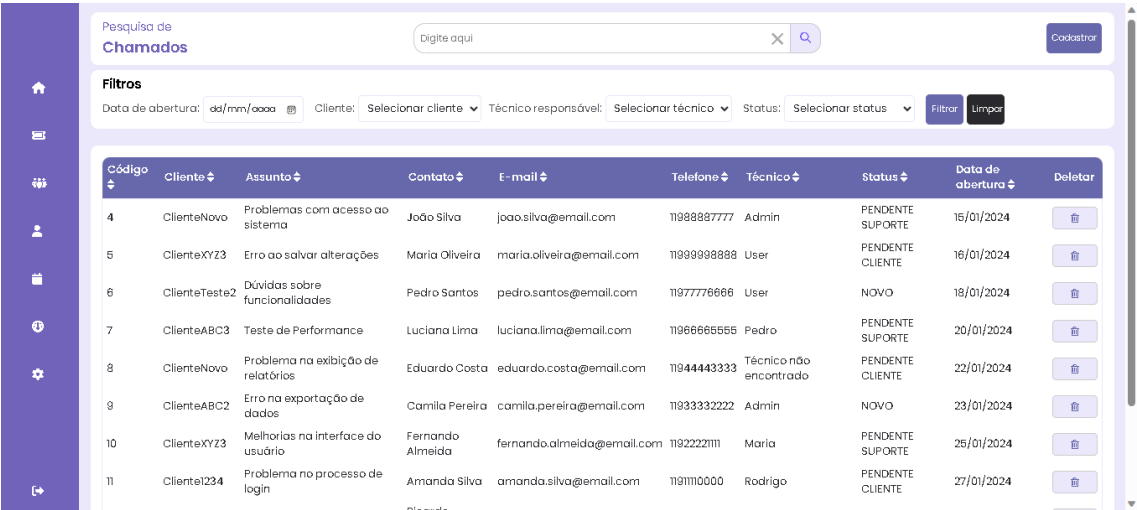 Pesquisa de
Chamados
Digite aqui
Cadastrar
Filtros
Data de abertura: dd/mm/aaaa Cliente: Selecionar cliente Técnico responsável: Selecionar técnico Status: Selecionar status Filtrar Limpar
Código Cliente Assunto Contato E-mail Telefone Técnico Status Data de abertura Deletar
4 ClienteNovo Problemas com acesso ao sistema João Silva joao.silva@email.com 11988887777 Admin PENDENTE SUPORTE 15/01/2024
5 ClienteXYZ3 Erro ao salvar alterações Maria Oliveira maria.oliveira@email.com 11999998888 User PENDENTE CLIENTE 16/01/2024
6 ClienteTeste2 Dúvidas sobre funcionalidades Pedro Santos pedro.santos@email.com 11977776666 User NOVO 18/01/2024
7 ClienteABC3 Teste de Performance Luciana Lima luciana.lima@email.com 11966665555 Pedro PENDENTE SUPORTE 20/01/2024
8 ClienteNovo Problema na exibição de relatórios Eduardo Costa eduardo.costa@email.com 11944443333 Técnico não encontrado PENDENTE CLIENTE 22/01/2024
9 ClienteABC2 Erro na exportação de dados Camila Pereira camila.pereira@email.com 11933332222 Admin NOVO 23/01/2024
10 ClienteXYZ3 Melhorias na interface do usuário Fernando Almeida fernando.almeida@email.com 11922221111 Maria PENDENTE SUPORTE 25/01/2024
11 Cliente1234 Problema no processo de login Amanda Silva amanda.silva@email.com 11911110000 Rodrigo PENDENTE CLIENTE 27/01/2024